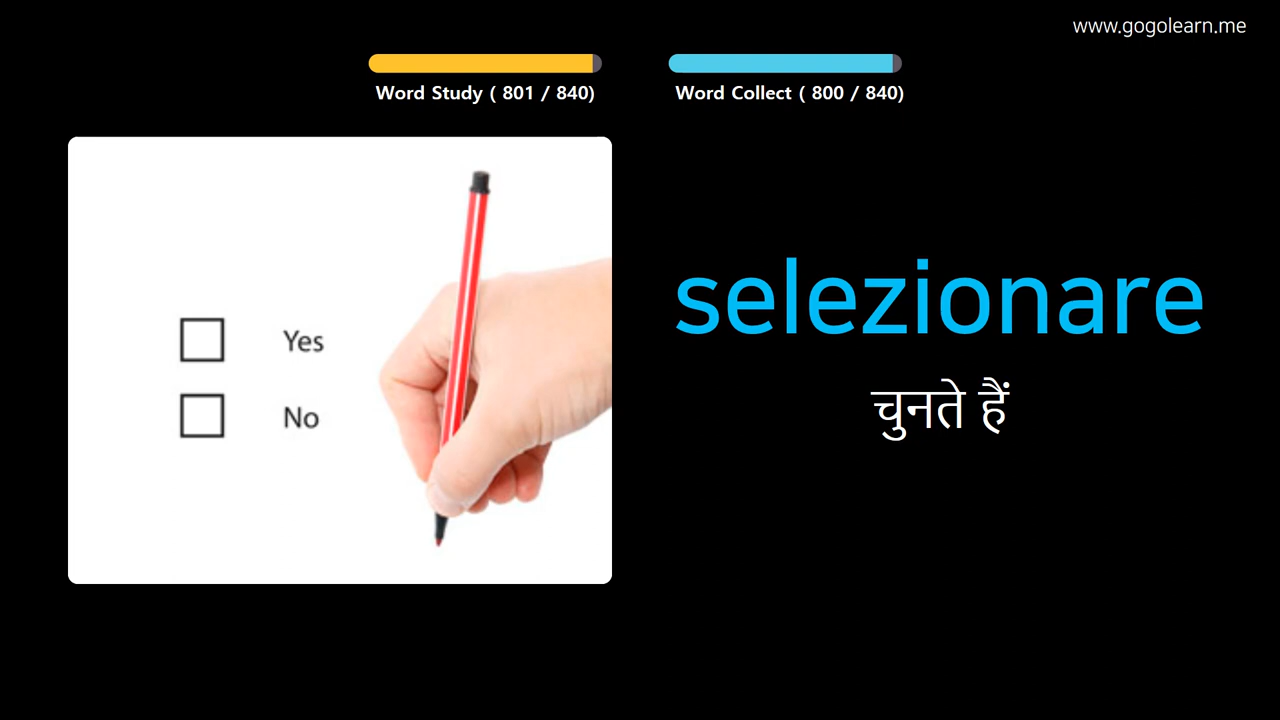 www.gogolearn.me
Word Study ( 801 / 840)
Word Collect ( 800 / 840)
Yes
No
selezionare
चुनते हैं